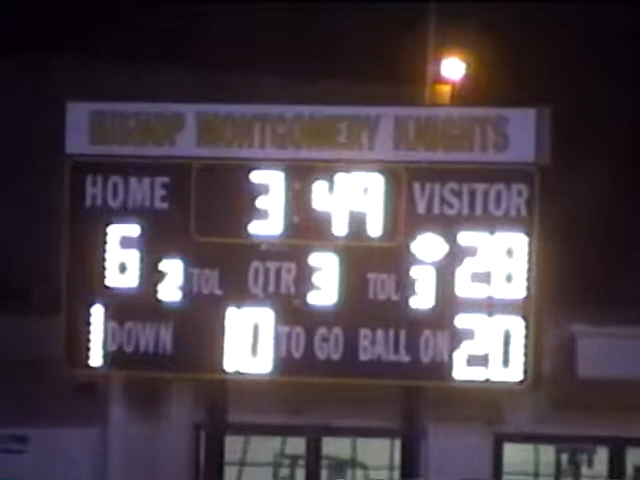 BISHOP MONTGOMERY KNIGHTS
HOME 3:49 VISITOR
6 2 TOL QTR 3 TOL 3 28
1 DOWN 10 TO GO BALL ON 20